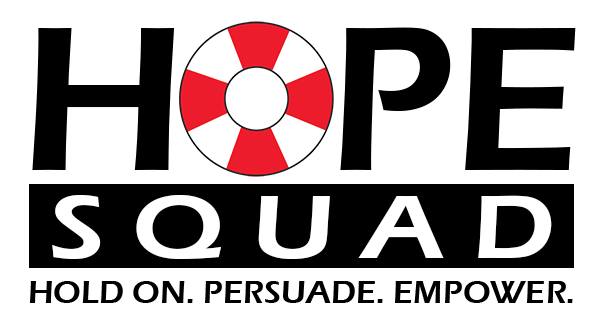 HOPE
SQUAD
HOLD ON. PERSUADE. EMPOWER.